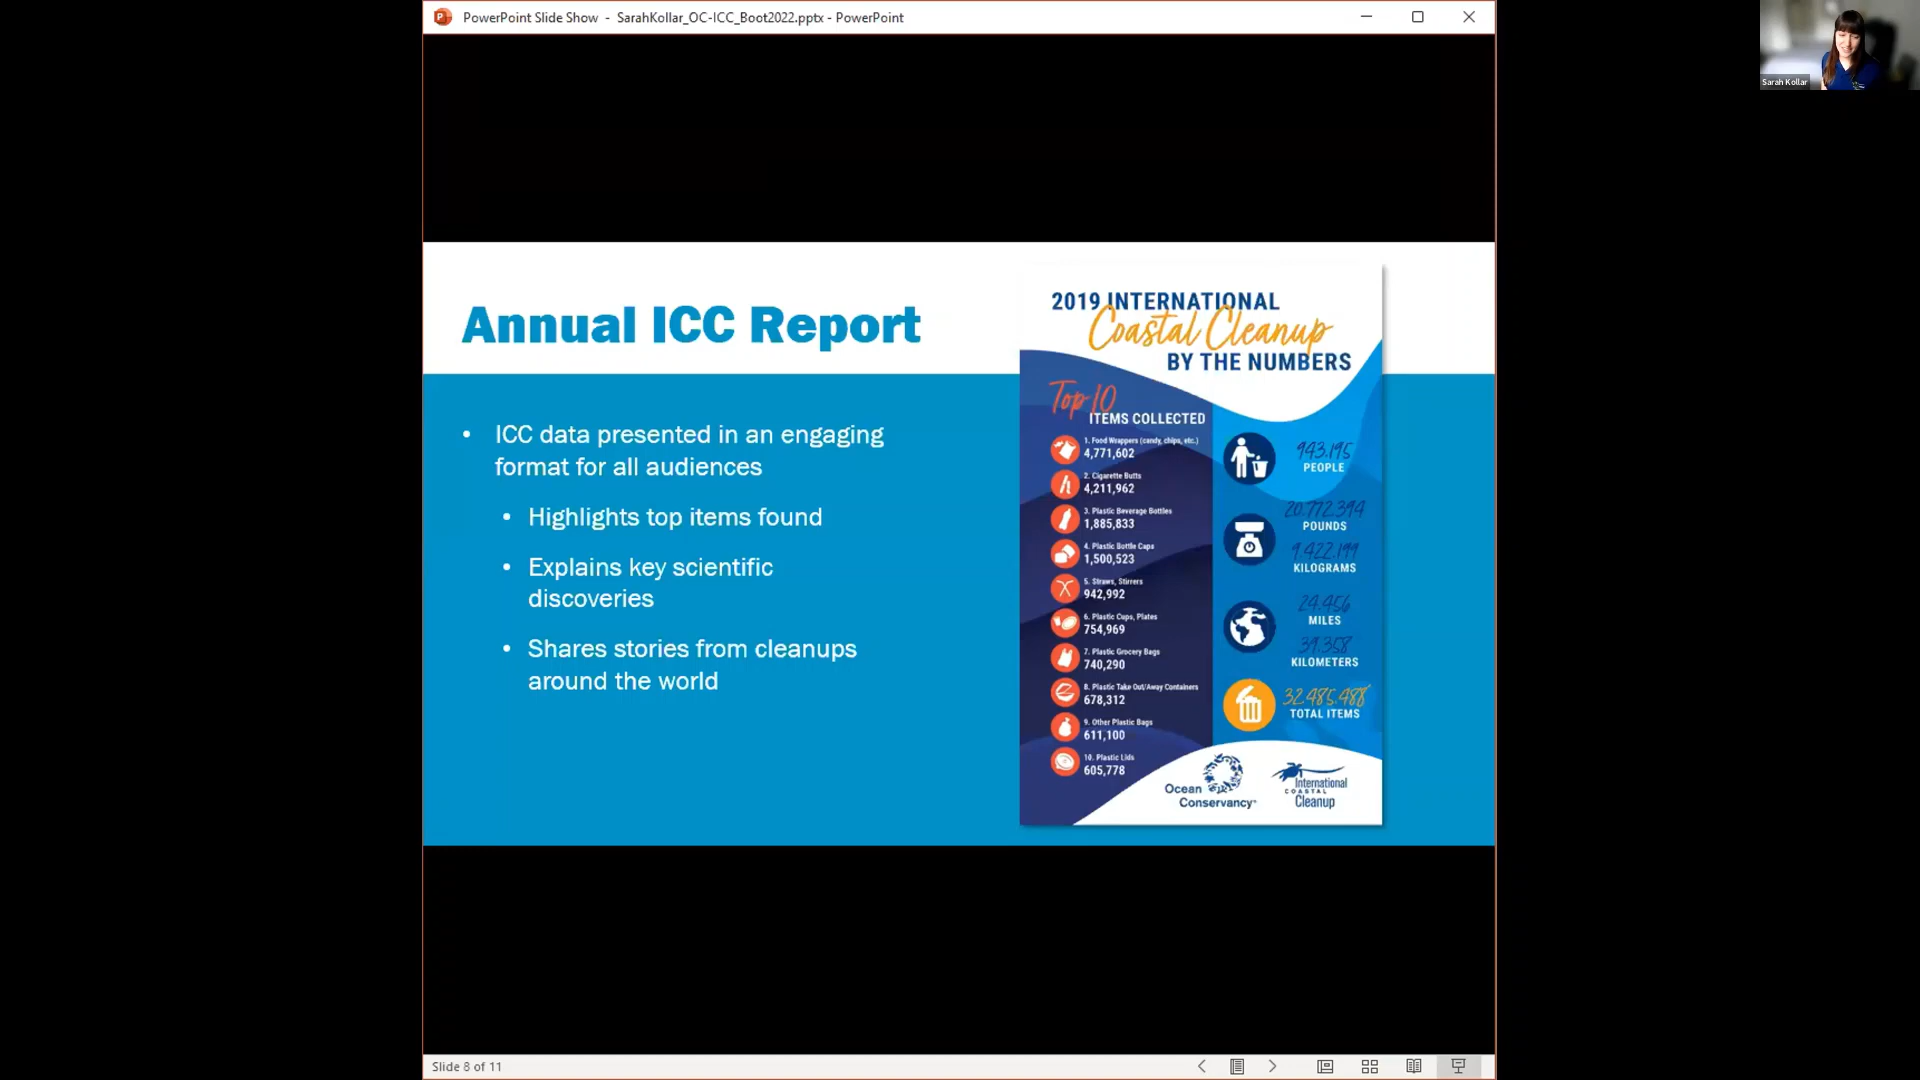 PowerPoint Slide Show - SarahKollar_OC-ICC_Boot2022.pptx - PowerPoint
Sarah Kollar
Annual ICC Report
• ICC data presented in an engaging
format for all audiences
• Highlights top items found
• Explains key scientific
discoveries
• Shares stories from cleanups
around the world
2019 INTERNATIONAL
Coastal Cleanup
BY THE NUMBERS
Top 10
ITEMS COLLECTED
1. Food Wrappers (candy, chips, etc.)
4,771,602
2. Cigarette Butts
4,211,962
3. Plastic Beverage Bottles
1,885,833
4. Plastic Bottle Caps
1,500,523
5. Straws, Stirrers
942,992
6. Plastic Cups, Plates
754,969
7. Plastic Grocery Bags
740,290
8. Plastic Take Out/Away Containers
678,312
9. Other Plastic Bags
611,100
10. Plastic Lids
605,778
943,195
PEOPLE
20,772,394
POUNDS
9,422,199
KILOGRAMS
24,456
MILES
39,358
KILOMETERS
32,485,488
TOTAL ITEMS
Ocean
Conservancy
International
COASTAL
Cleanup
Slide 8 of 11